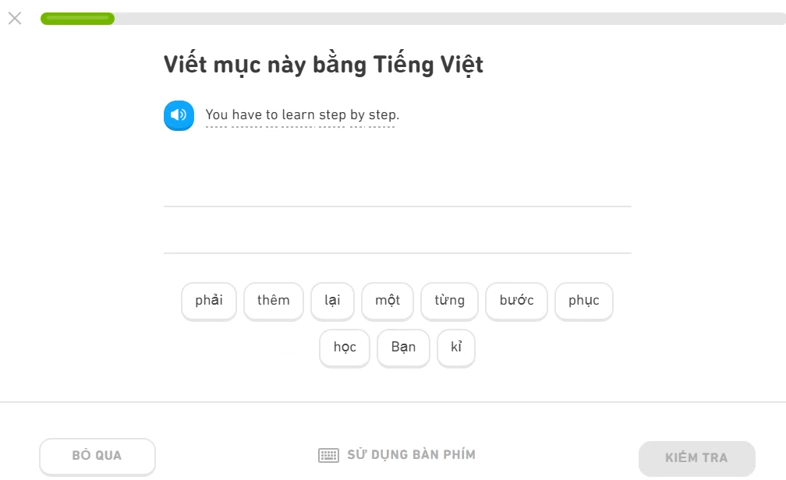 Viết mục này bằng Tiếng Việt
You have to learn step by step.
phải thêm lại một từng bước phục
học Bạn kỉ
BỎ QUA SỬ DỤNG BÀN PHÍM KIỂM TRA